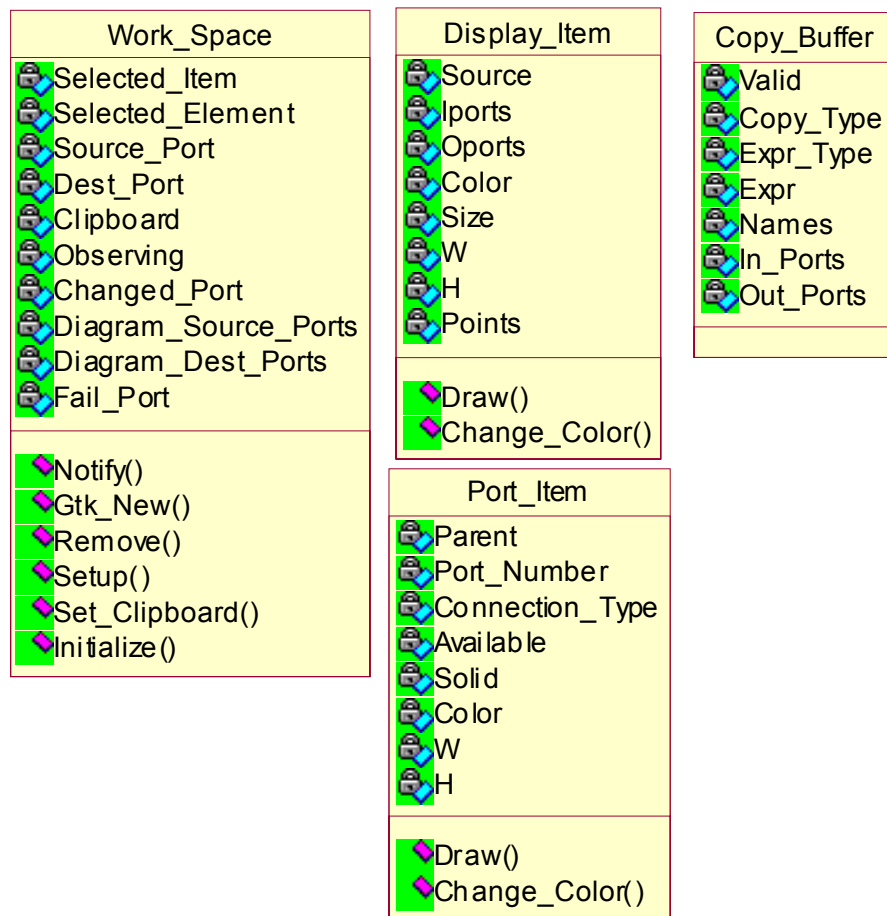 Work_Space
Selected_Item
Selected_Element
Source_Port
Dest_Port
Clipboard
Observing
Changed_Port
Diagram_Source_Ports
Diagram_Dest_Ports
Fail_Port
Notify()
Gtk_New()
Remove()
Setup()
Set_Clipboard()
Initialize()
Display_Item
Source
Iports
Oports
Color
Size
W
H
Points
Draw()
Change_Color()
Port_Item
Parent
Port_Number
Connection_Type
Available
Solid
Color
W
H
Draw()
Change_Color()
Copy_Buffer
Valid
Copy_Type
Expr_Type
Expr
Names
In_Ports
Out_Ports